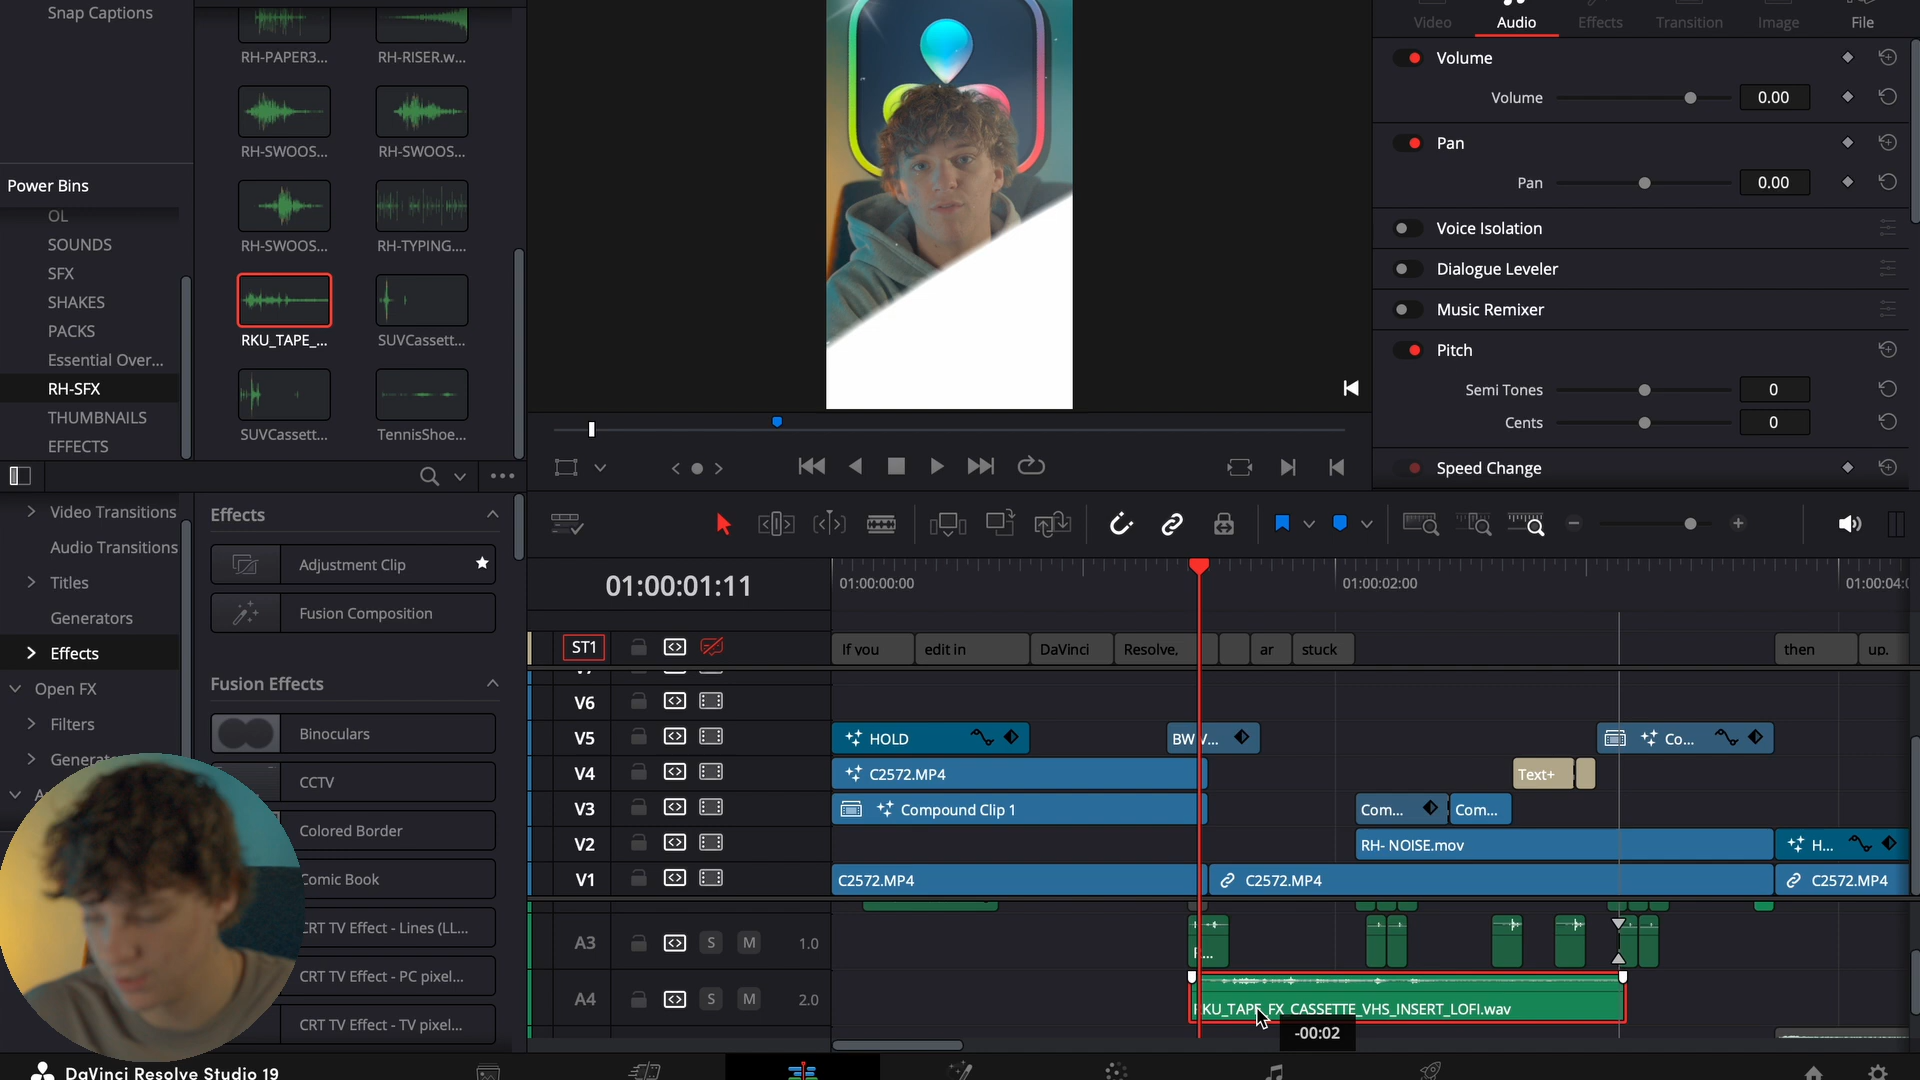 Snap Captions
Power Bins
OL
SOUNDS
SFX
SHAKES
PACKS
Essential Over...
RH-SFX
THUMBNAILS
EFFECTS
RH-PAPER3...
RH-RISER.w...
RH-SWOOS...
RH-SWOOS...
RH-SWOOS...
RH-TYPING....
RKU_TAPE_...
SUVCassett...
SUVCassett...
TennisShoe...
Video
Audio
Effects
Transition
Image
File
Volume
Volume
0.00
Pan
Pan
0.00
Voice Isolation
Dialogue Leveler
Music Remixer
Pitch
Semi Tones
0
Cents
0
Speed Change
Video Transitions
Audio Transitions
Titles
Generators
Effects
Open FX
Filters
Effects
Adjustment Clip
Fusion Composition
Fusion Effects
Binoculars
CCTV
Colored Border
Comic Book
CRT TV Effect - Lines (LL...
CRT TV Effect - PC pixel...
CRT TV Effect - TV pixel...
01:00:01:11
01:00:00:00
01:00:02:00
ST1
If you
edit in
DaVinci
Resolve,
ar
stuck
then
up.
V6
V5
HOLD
Co...
V4
C2572.MP4
Text+
V3
Compound Clip 1
Com...
Com...
V2
RH- NOISE.mov
H...
V1
C2572.MP4
C2572.MP4
C2572.MP4
A3
S
M
1.0
A4
S
M
2.0
KU_TAPE_FX_CASSETTE_VHS_INSERT_LOFI.wav
-00:02
DaVinci Resolve Studio 19